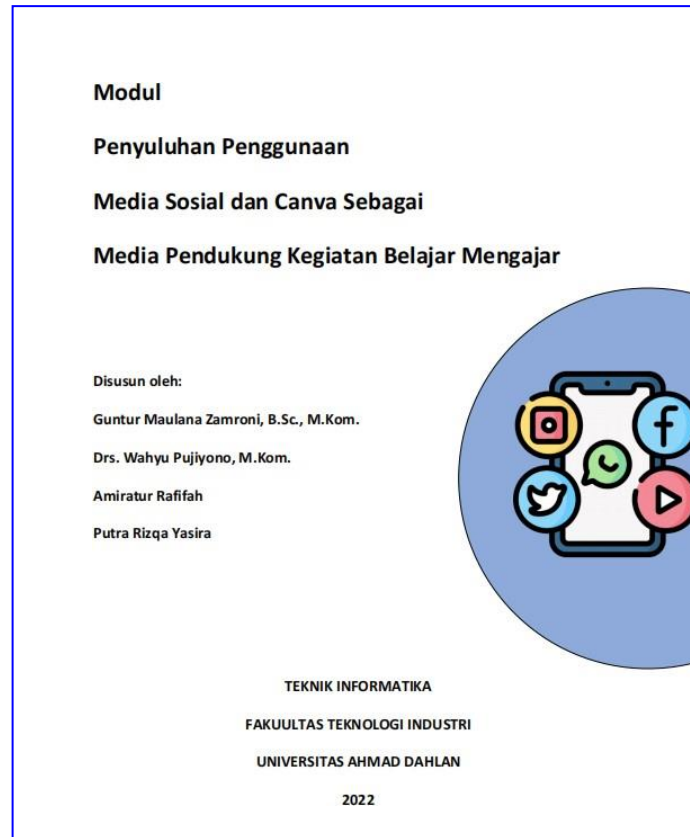 Modul
Penyuluhan Penggunaan
Media Sosial dan Canva Sebagai
Media Pendukung Kegiatan Belajar Mengajar
Disusun oleh:
Guntur Maulana Zamroni, B.Sc., M.Kom.
Drs. Wahyu Pujiyono, M.Kom.
Amiratur Rafifah
Putra Rizqa Yasira
TEKNIK INFORMATIKA
FAKUULTAS TEKNOLOGI INDUSTRI
UNIVERSITAS AHMAD DAHLAN
2022